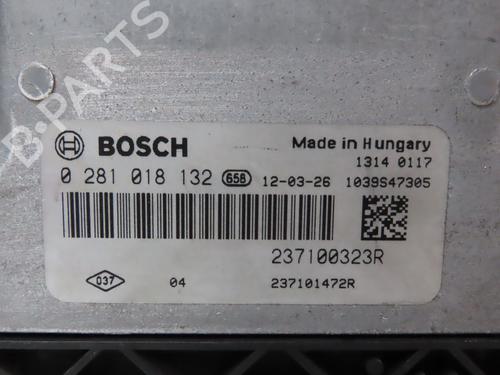 B-PARTS
BOSCH
Made in Hungary
1314 0117
0 281 018 132 658 12-03-26 1039S47305
237100323R
037 04 237101472R